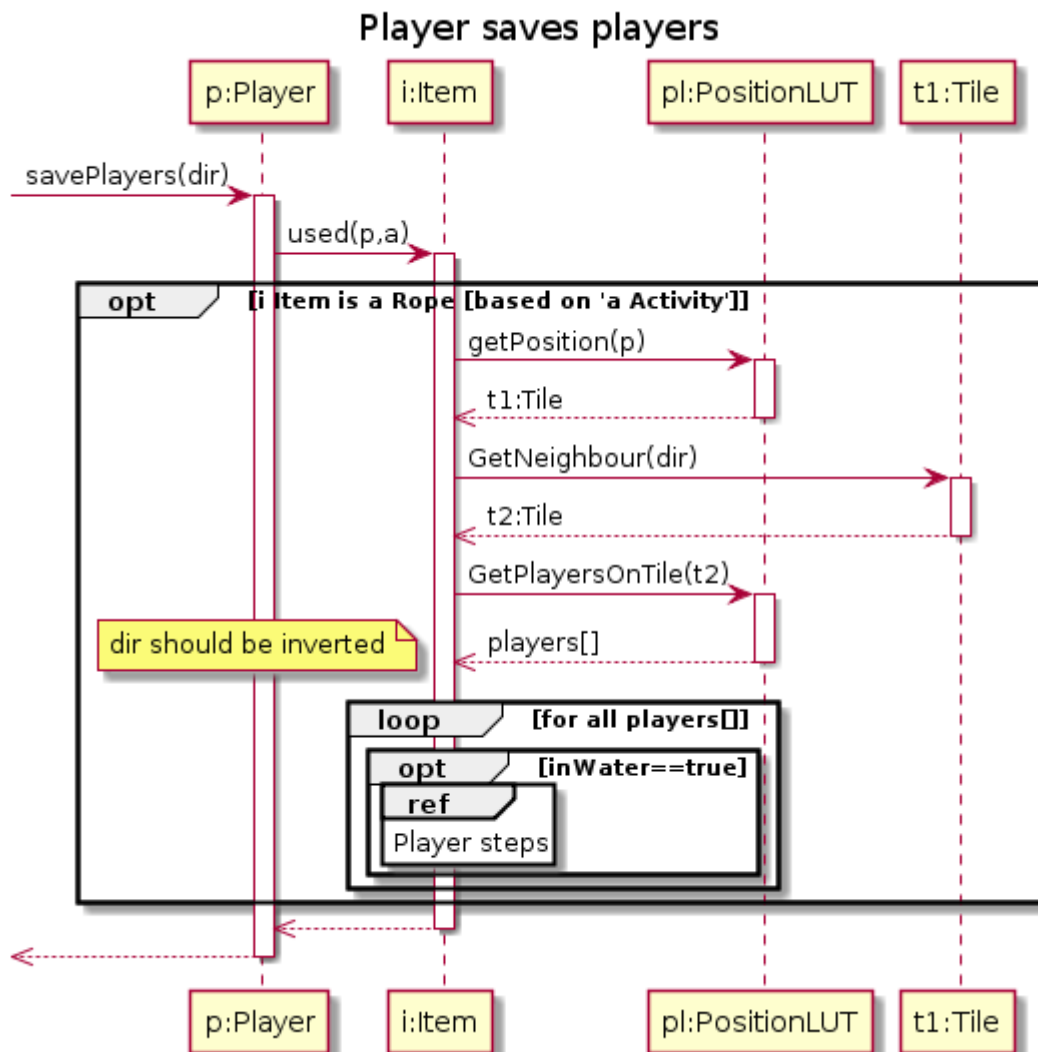 Player saves players
p:Player
i:Item
pl:PositionLUT
t1:Tile
savePlayers(dir)
used(p,a)
opt
[i Item is a Rope [based on 'a Activity']]
getPosition(p)
t1:Tile
GetNeighbour(dir)
t2:Tile
GetPlayersOnTile(t2)
dir should be inverted
players[]
loop
[for all players[]]
opt
[inWater==true]
ref
Player steps
p:Player
i:Item
pl:PositionLUT
t1:Tile